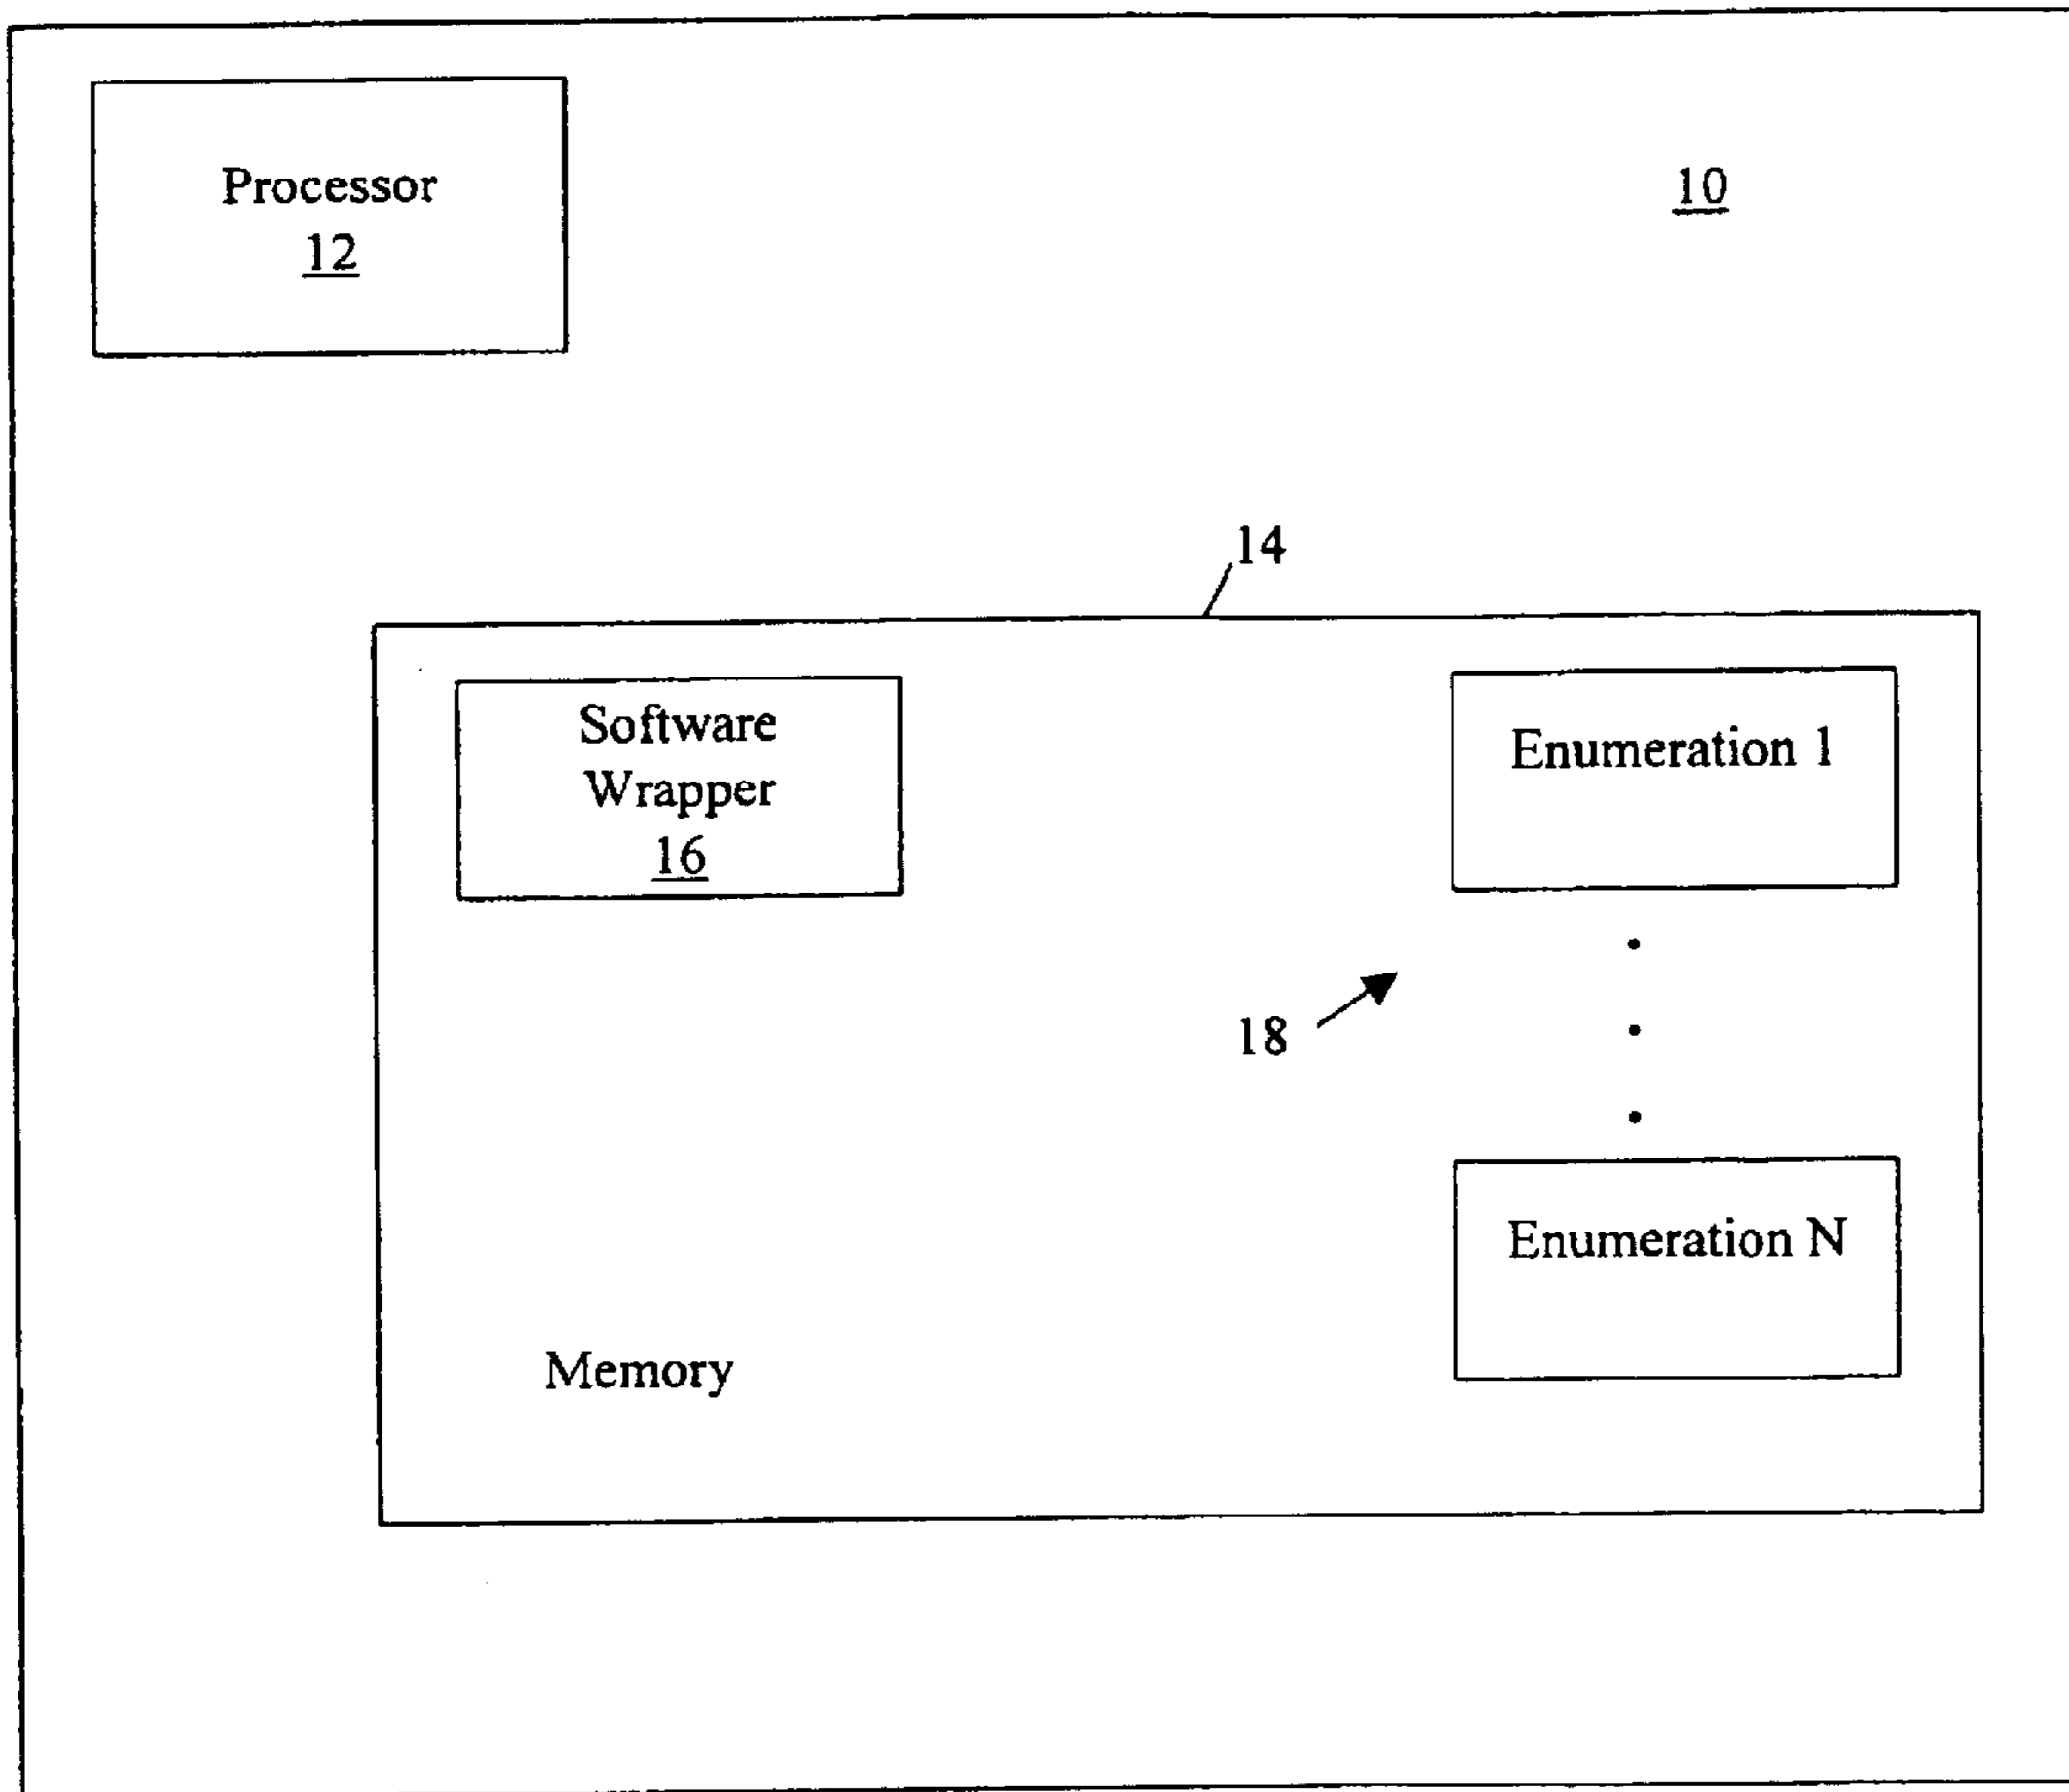 Processor
12
10
14
Software
Wrapper
16
Enumeration 1
18
Enumeration N
Memory